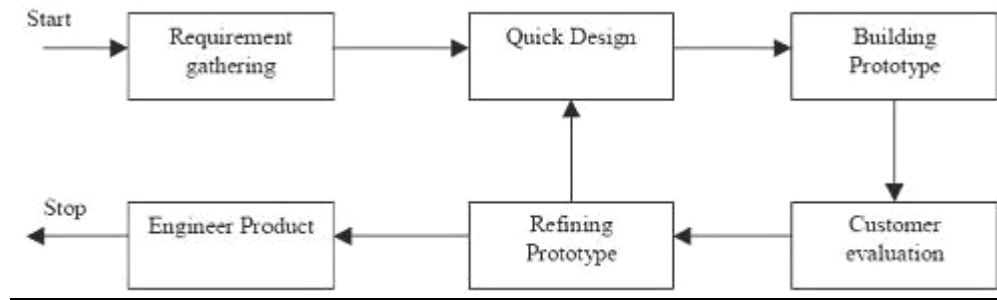 Start
Requirement
gathering
Quick Design
Building
Prototype
Stop
Engineer Product
Refining
Prototype
Customer
evaluation